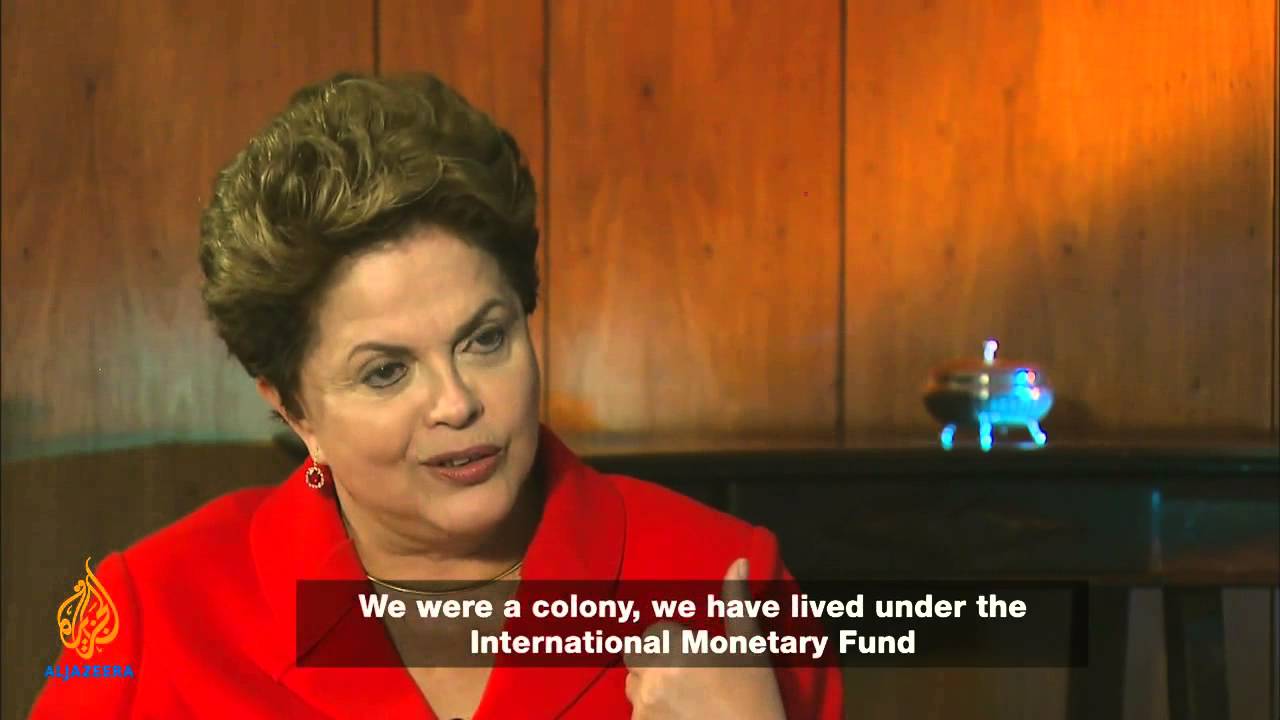 We were a colony, we have lived under the
International Monetary Fund
الجزيرة
ALJAZEERA